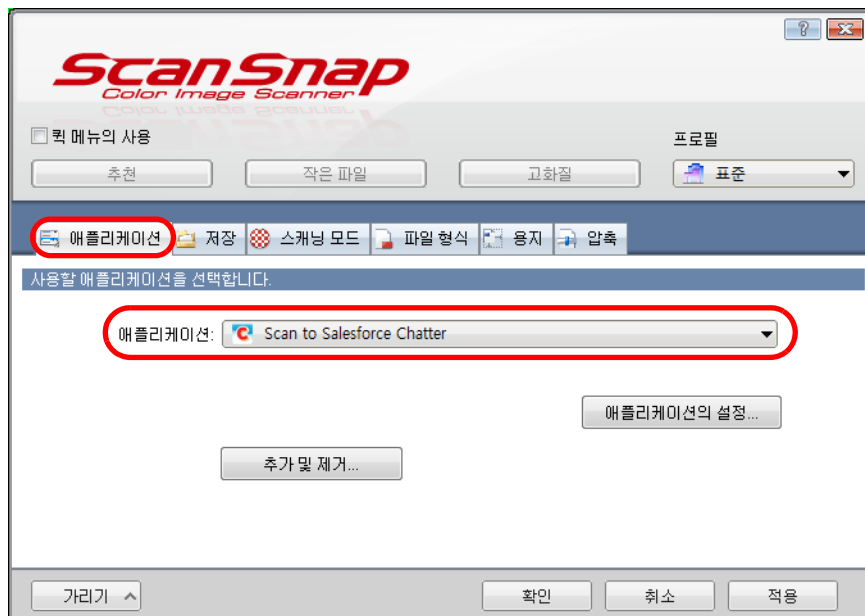 ScanSnap
Color Image Scanner
퀵 메뉴의 사용
프로필
추천 작은 파일 고화질 표준
애플리케이션 저장 스캐닝 모드 파일 형식 용지 압축
사용할 애플리케이션을 선택합니다.
애플리케이션: Scan to Salesforce Chatter
애플리케이션의 설정...
추가 및 제거...
가리기 확인 취소 적용